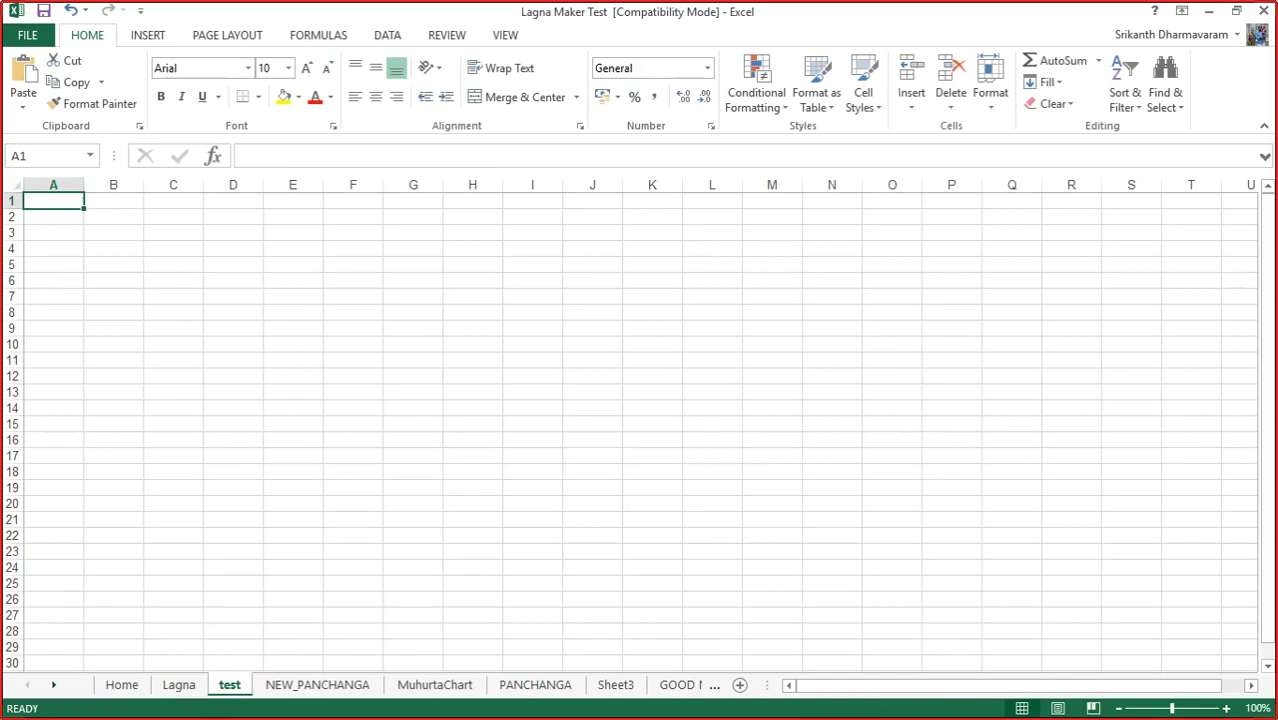 Lagna Maker Test [Compatibility Mode] - Excel
?
FILE HOME INSERT PAGE LAYOUT FORMULAS DATA REVIEW VIEW Srikanth Dharmavaram
Paste Cut Copy Format Painter
Clipboard
Arial 10
B I U
Font
Wrap Text
Merge & Center
Alignment
General
%
Number
Conditional Formatting
Format as Table
Cell Styles
Styles
Insert Delete Format
Cells
AutoSum
Fill
Clear
Sort & Filter
Find & Select
Editing
A1 fx
A B C D E F G H I J K L M N O P Q R S T U
1
2
3
4
5
6
7
8
9
10
11
12
13
14
15
16
17
18
19
20
21
22
23
24
25
26
27
28
29
30
Home Lagna test NEW_PANCHANGA MuhurtaChart PANCHANGA Sheet3 GOOD ...
READY 100%